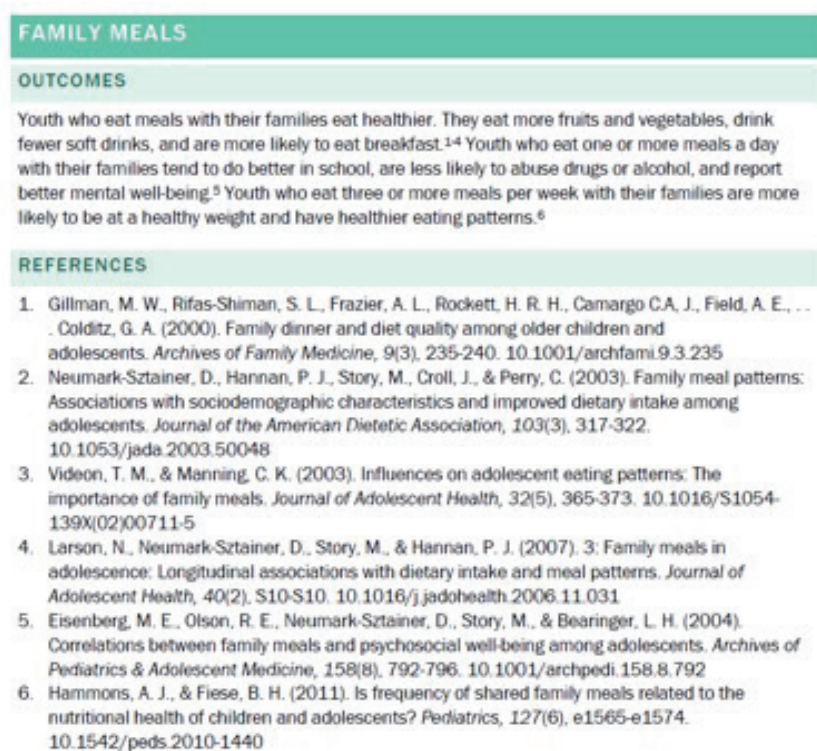 FAMILY MEALS
OUTCOMES
Youth who eat meals with their families eat healthier. They eat more fruits and vegetables, drink
fewer soft drinks, and are more likely to eat breakfast.¹⁻⁴ Youth who eat one or more meals a day
with their families tend to do better in school, are less likely to abuse drugs or alcohol, and report
better mental well-being.⁵ Youth who eat three or more meals per week with their families are more
likely to be at a healthy weight and have healthier eating patterns.⁶
REFERENCES
1. Gillman, M. W., Rifas-Shiman, S. L., Frazier, A. L., Rockett, H. R. H., Camargo C.A, J., Field, A. E., . .
. Colditz, G. A. (2000). Family dinner and diet quality among older children and
adolescents. Archives of Family Medicine, 9(3), 235-240. 10.1001/archfami.9.3.235
2. Neumark-Sztainer, D., Hannan, P. J., Story, M., Croll, J., & Perry, C. (2003). Family meal patterns:
Associations with sociodemographic characteristics and improved dietary intake among
adolescents. Journal of the American Dietetic Association, 103(3), 317-322.
10.1053/jada.2003.50048
3. Videon, T. M., & Manning, C. K. (2003). Influences on adolescent eating patterns: The
importance of family meals. Journal of Adolescent Health, 32(5), 365-373. 10.1016/S1054-
139X(02)00711-5
4. Larson, N., Neumark-Sztainer, D., Story, M., & Hannan, P. J. (2007). 3: Family meals in
adolescence: Longitudinal associations with dietary intake and meal patterns. Journal of
Adolescent Health, 40(2), S10-S10. 10.1016/j.jadohealth.2006.11.031
5. Eisenberg, M. E., Olson, R. E., Neumark-Sztainer, D., Story, M., & Bearinger, L. H. (2004).
Correlations between family meals and psychosocial well-being among adolescents. Archives of
Pediatrics & Adolescent Medicine, 158(8), 792-796. 10.1001/archpedi.158.8.792
6. Hammons, A. J., & Fiese, B. H. (2011). Is frequency of shared family meals related to the
nutritional health of children and adolescents? Pediatrics, 127(6), e1565-e1574.
10.1542/peds.2010-1440